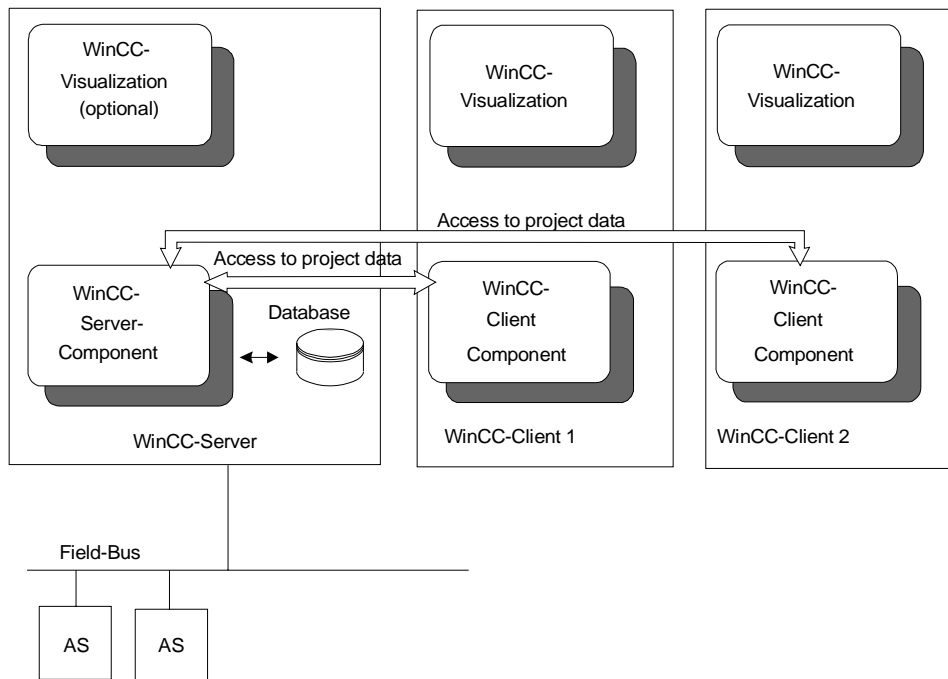 WinCC-
Visualization
(optional)
WinCC-
Visualization
WinCC-
Visualization
Access to project data
Access to project data
WinCC-
Server-
Component
Database
WinCC-
Client
Component
WinCC-
Client
Component
WinCC-Server
WinCC-Client 1
WinCC-Client 2
Field-Bus
AS
AS